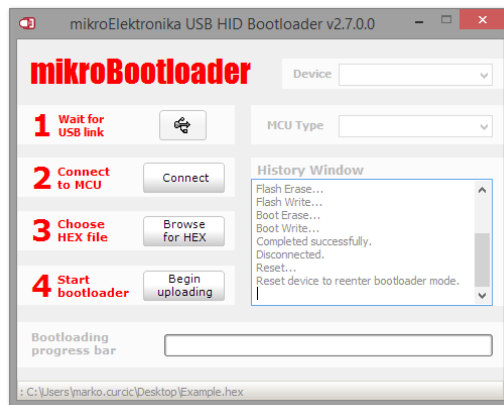 mikroElektronika USB HID Bootloader v2.7.0.0
mikroBootloader
Device
1 Wait for
USB link
MCU Type
2 Connect
to MCU
Connect
History Window
Flash Erase...
Flash Write...
Boot Erase...
Boot Write...
Completed successfully.
Disconnected.
Reset...
Reset device to reenter bootloader mode.
3 Choose
HEX file
Browse
for HEX
4 Start
bootloader
Begin
uploading
Bootloading
progress bar
: C:\Users\marko.curcic\Desktop\Example.hex